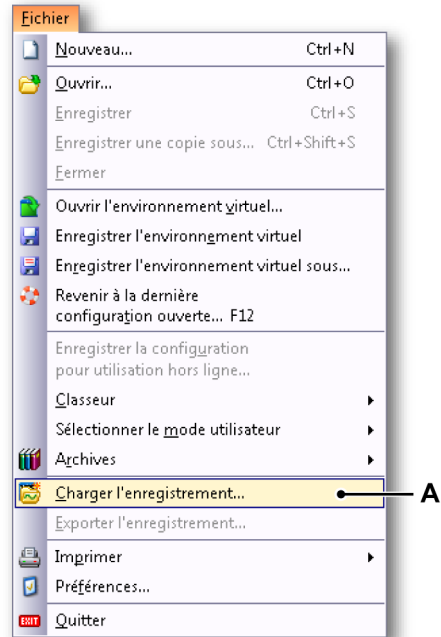 Fichier
Nouveau... Ctrl+N
Ouvrir... Ctrl+O
Enregistrer Ctrl+S
Enregistrer une copie sous... Ctrl+Shift+S
Fermer
Ouvrir l'environnement virtuel...
Enregistrer l'environnement virtuel
Enregistrer l'environnement virtuel sous...
Revenir à la dernière
configuration ouverte... F12
Enregistrer la configuration
pour utilisation hors ligne...
Classeur
Sélectionner le mode utilisateur
Archives
Charger l'enregistrement... A
Exporter l'enregistrement...
Imprimer
Préférences...
EXIT Quitter